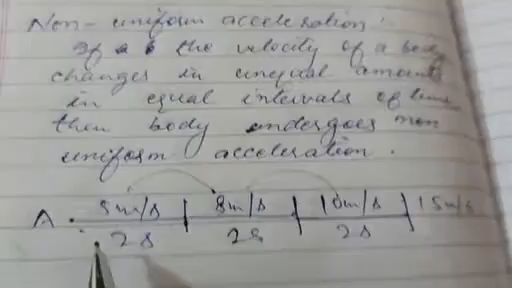 Non-uniform acceleration:
If the velocity of a body
changes in unequal amounts
in equal intervals of time
then body undergoes non
uniform acceleration.
A 5m/s | 8m/s | 10m/s | 15m/s
2s 2s 2s